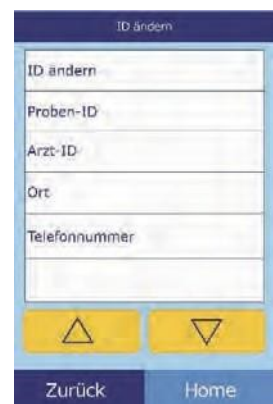 ID ändern
ID ändern
Proben-ID
Arzt-ID
Ort
Telefonnummer
Zurück Home